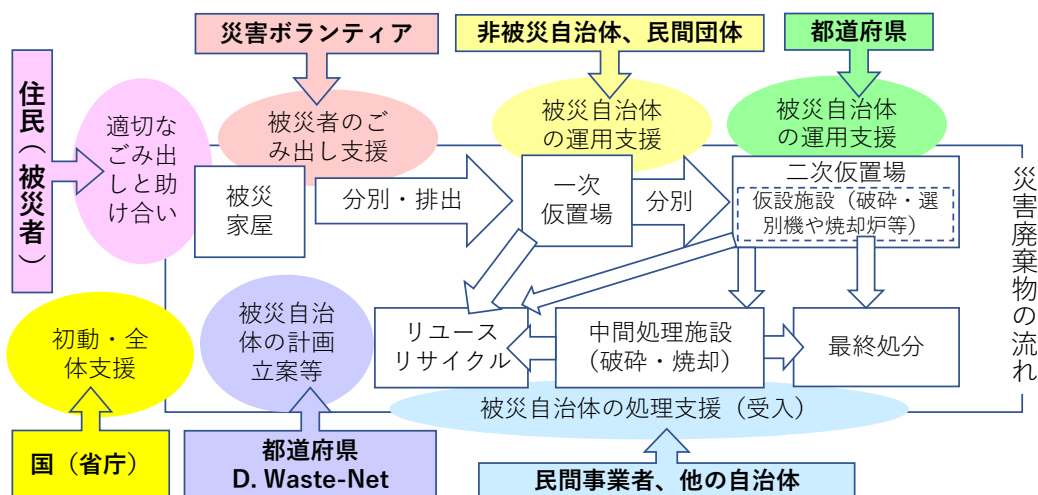 災害ボランティア
非被災自治体、民間団体
都道府県
住民（被災者）
適切な
ごみ出
しと助
け合い
被災者のご
み出し支援
被災自治体
の運用支援
被災自治体
の運用支援
被災
家屋
分別・排出
一次
仮置場
分別
二次仮置場
仮設施設（破砕・選
別機や焼却炉等）
災害廃棄物の流れ
初動・全
体支援
被災自治
体の計画
立案等
リユース
リサイクル
中間処理施設
（破砕・焼却）
最終処分
被災自治体の処理支援（受入）
国（省庁）
都道府県
D. Waste-Net
民間事業者、他の自治体